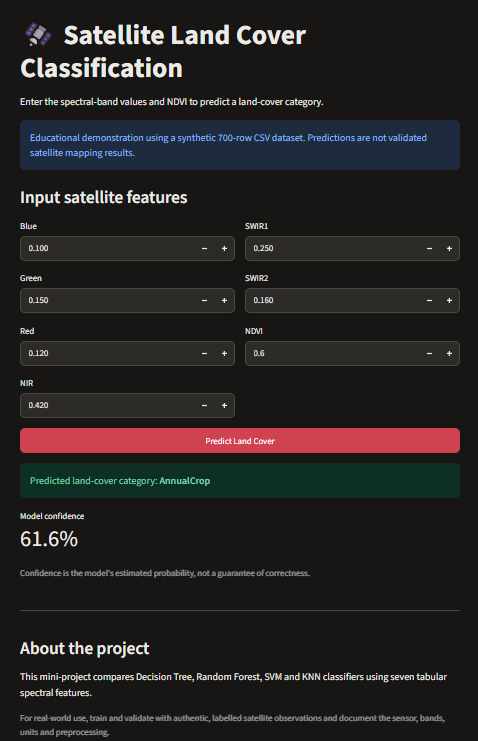 Satellite Land Cover
Classification
Enter the spectral-band values and NDVI to predict a land-cover category.
Educational demonstration using a synthetic 700-row CSV dataset. Predictions are not validated
satellite mapping results.
Input satellite features
Blue
0.100 − +
SWIR1
0.250 − +
Green
0.150 − +
SWIR2
0.160 − +
Red
0.120 − +
NDVI
0.6 − +
NIR
0.420 − +
Predict Land Cover
Predicted land-cover category: AnnualCrop
Model confidence
61.6%
Confidence is the model's estimated probability, not a guarantee of correctness.
About the project
This mini-project compares Decision Tree, Random Forest, SVM and KNN classifiers using seven tabular
spectral features.
For real-world use, train and validate with authentic, labelled satellite observations and document the sensor, bands,
units and preprocessing.